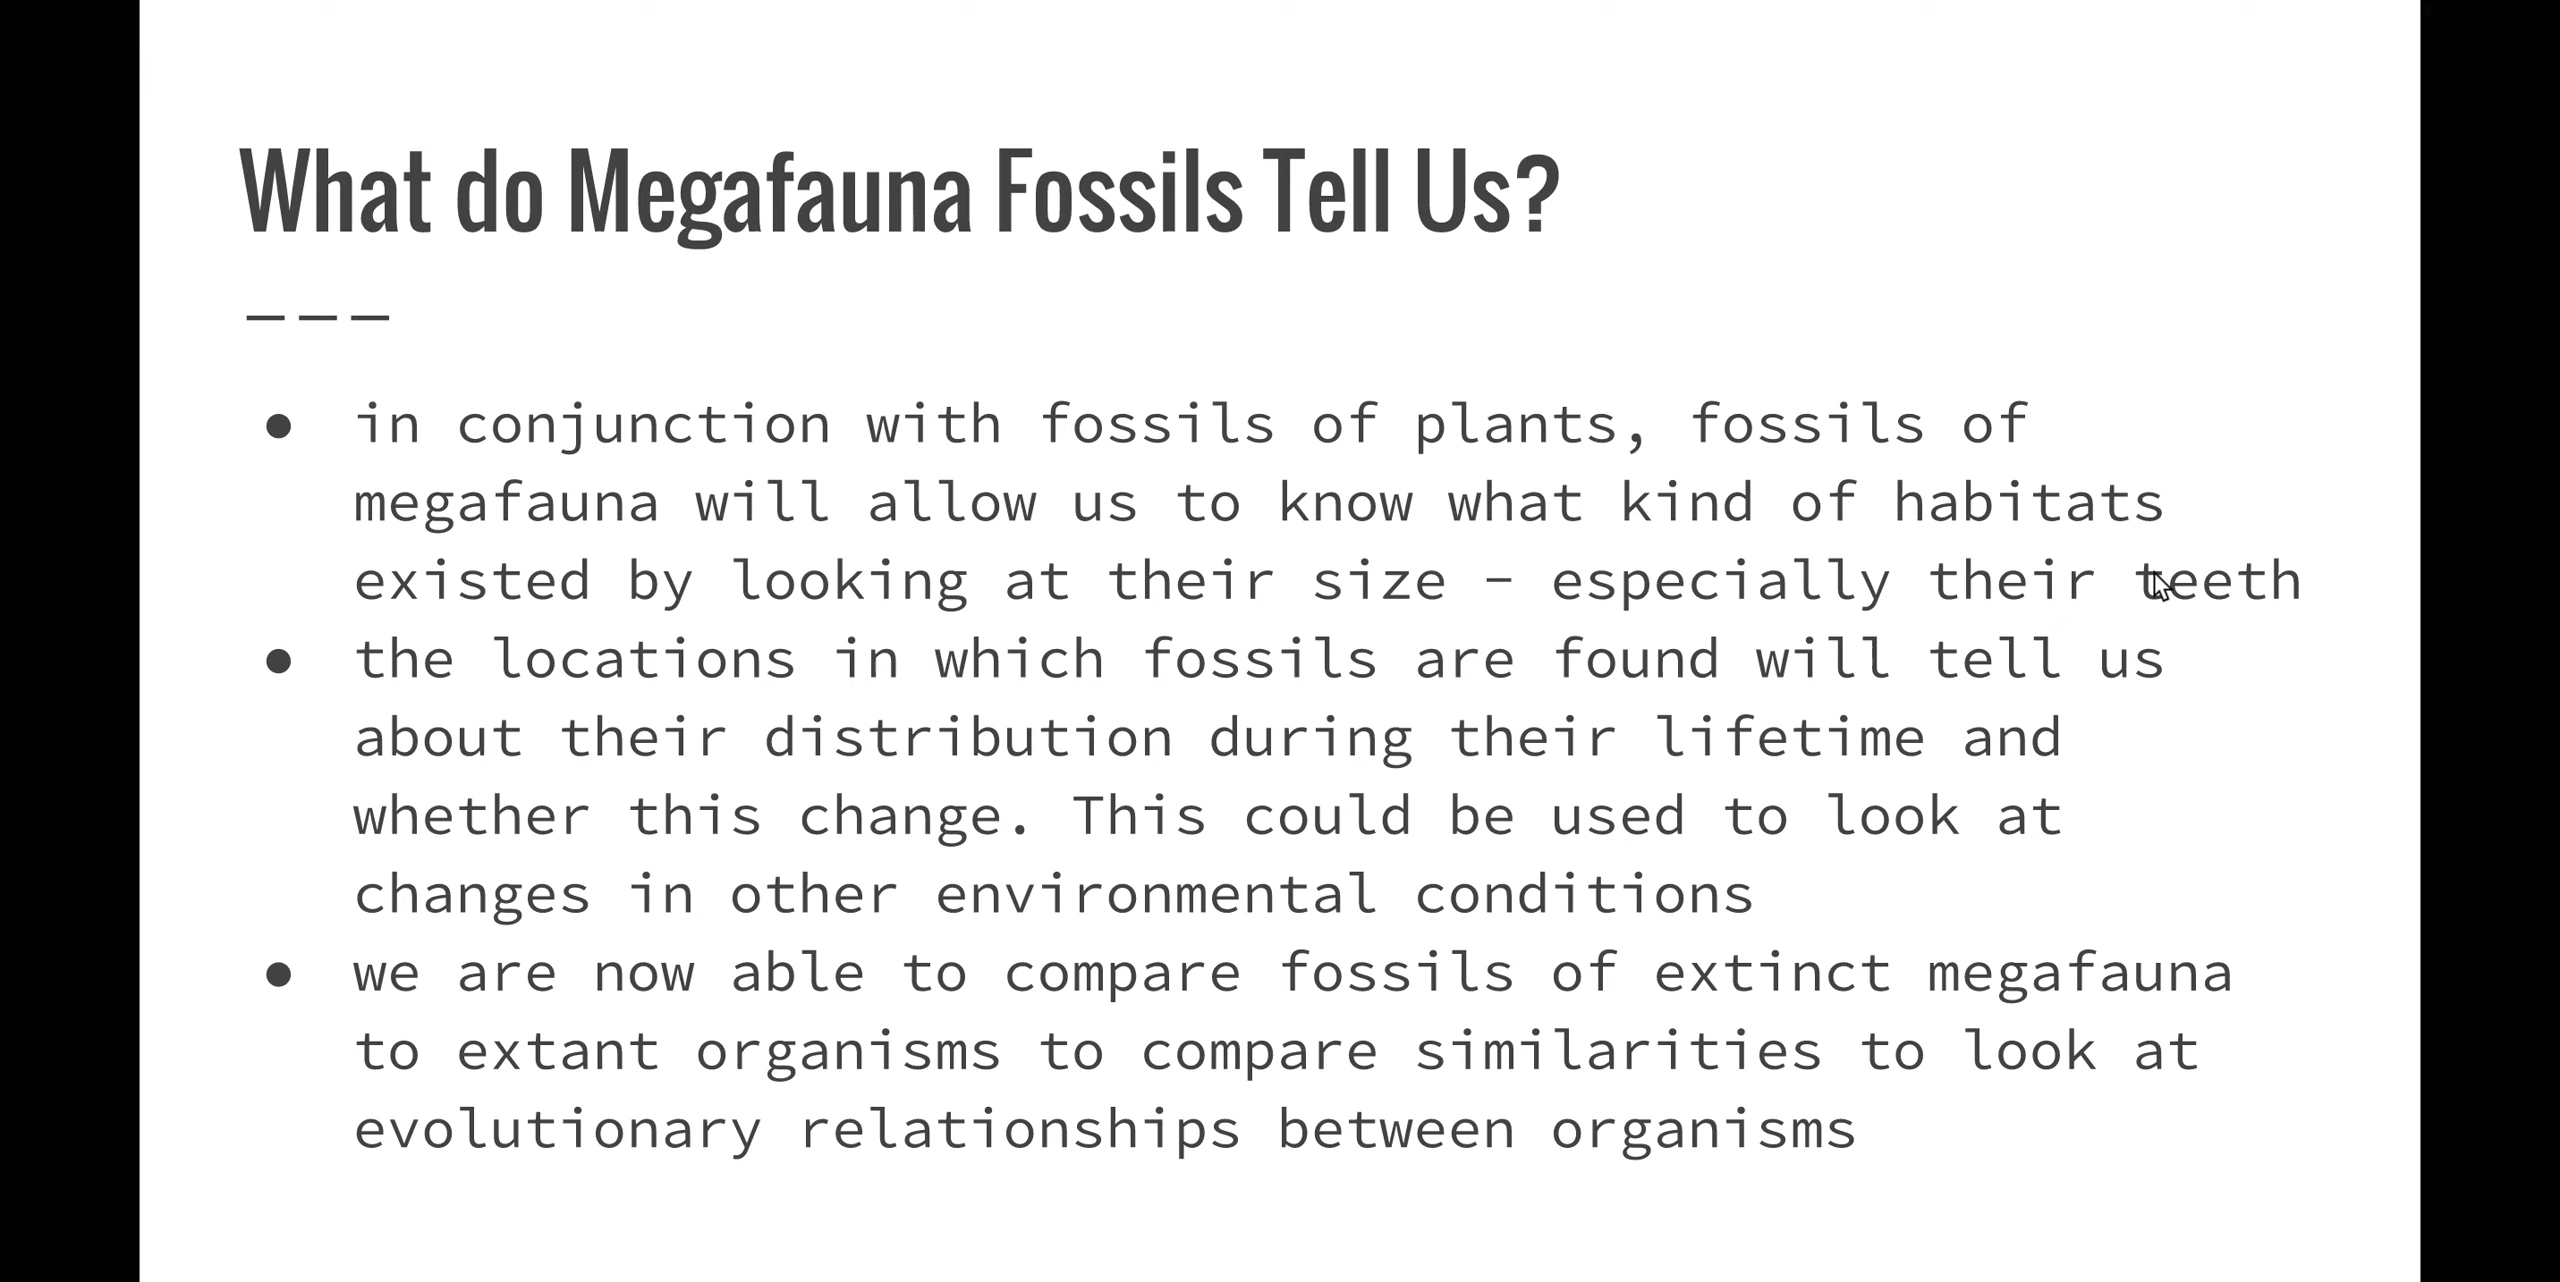 What do Megafauna Fossils Tell Us?
● in conjunction with fossils of plants, fossils of
megafauna will allow us to know what kind of habitats
existed by looking at their size – especially their teeth
● the locations in which fossils are found will tell us
about their distribution during their lifetime and
whether this change. This could be used to look at
changes in other environmental conditions
● we are now able to compare fossils of extinct megafauna
to extant organisms to compare similarities to look at
evolutionary relationships between organisms